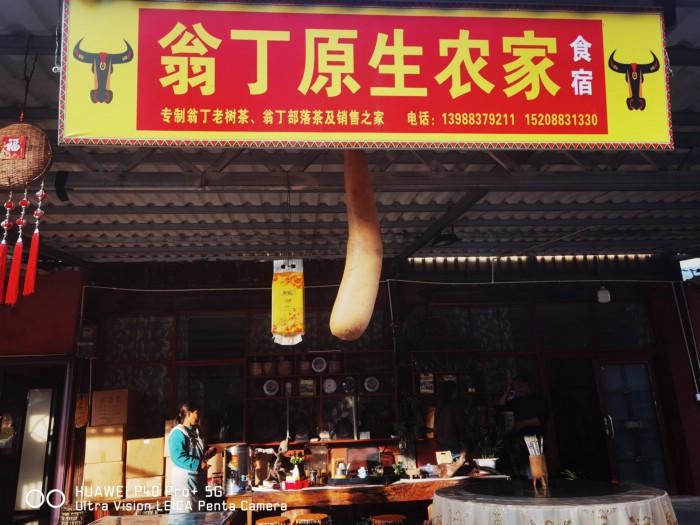 翁丁原生农家 食宿
专制翁丁老树茶、翁丁部落茶及销售之家 电话：13988379211 15208831330
福
HUAWEI P40 Pro+ 5G
Ultra Vision LEICA Penta Camera